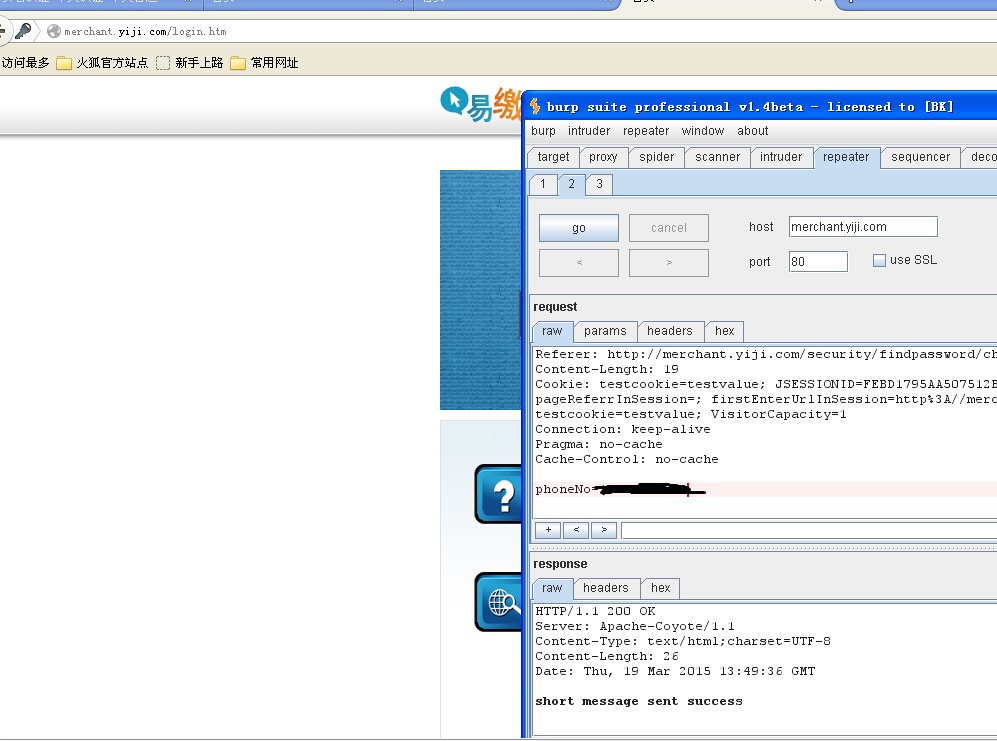 merchant.yiji.com/login.htm
访问最多 火狐官方站点 新手上路 常用网址
易缴
burp suite professional v1.4beta - licensed to [BK]
burp intruder repeater window about
target proxy spider scanner intruder repeater sequencer deco
1 2 3
go cancel host merchant.yiji.com
< > port 80 use SSL
request
raw params headers hex
Referer: http://merchant.yiji.com/security/findpassword/ch
Content-Length: 19
Cookie: testcookie=testvalue; JSESSIONID=FEBD1795AA507512B
pageReferrInSession=; firstEnterUrlInSession=http%3A//merc
testcookie=testvalue; VisitorCapacity=1
Connection: keep-alive
Pragma: no-cache
Cache-Control: no-cache
phoneNo=
+ < >
response
raw headers hex
HTTP/1.1 200 OK
Server: Apache-Coyote/1.1
Content-Type: text/html;charset=UTF-8
Content-Length: 26
Date: Thu, 19 Mar 2015 13:49:36 GMT
short message sent success